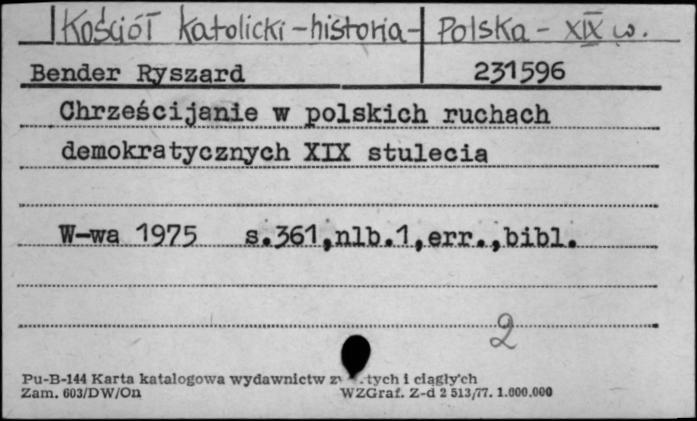 Kościół katolicki - historia - Polska - XIX w.
Bender Ryszard 231596
Chrześcijanie w polskich ruchach
demokratycznych XIX stulecia
W-wa 1975 s.361,nlb.1,err.,bibl.
2
Pu-B-144 Karta katalogowa wydawnictw i ciągłych
Zam. 603/DW/On WZGraf. Z-d 2 513/77. 1.000.000